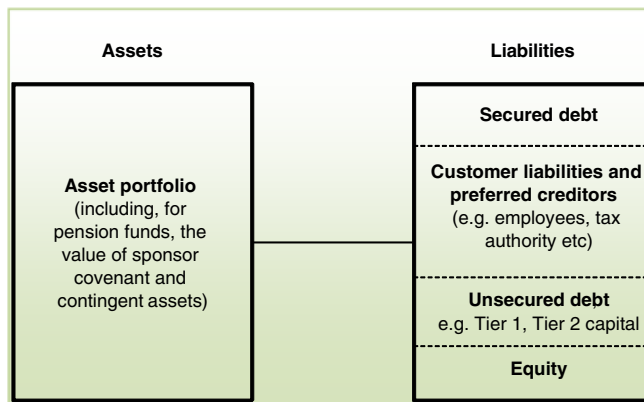 Assets
Liabilities
Asset portfolio
(including, for
pension funds, the
value of sponsor
covenant and
contingent assets)
Secured debt
Customer liabilities and
preferred creditors
(e.g. employees, tax
authority etc)
Unsecured debt
e.g. Tier 1, Tier 2 capital
Equity